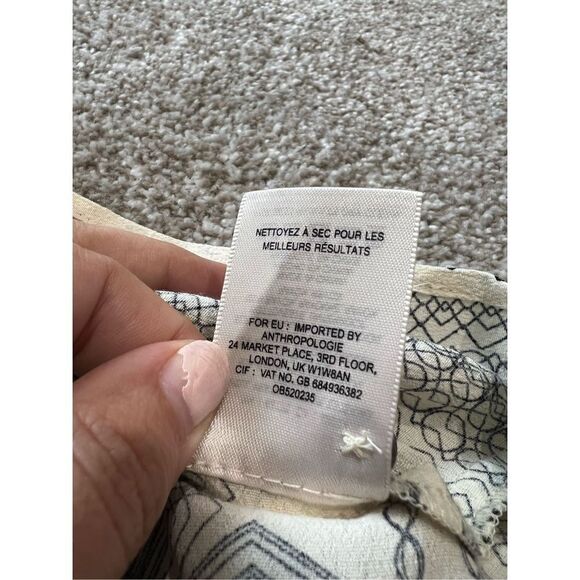 NETTOYEZ À SEC POUR LES
MEILLEURS RÉSULTATS
FOR EU : IMPORTED BY
ANTHROPOLOGIE
24 MARKET PLACE, 3RD FLOOR,
LONDON, UK W1W8AN
CIF : VAT NO. GB 684936382
OB520235